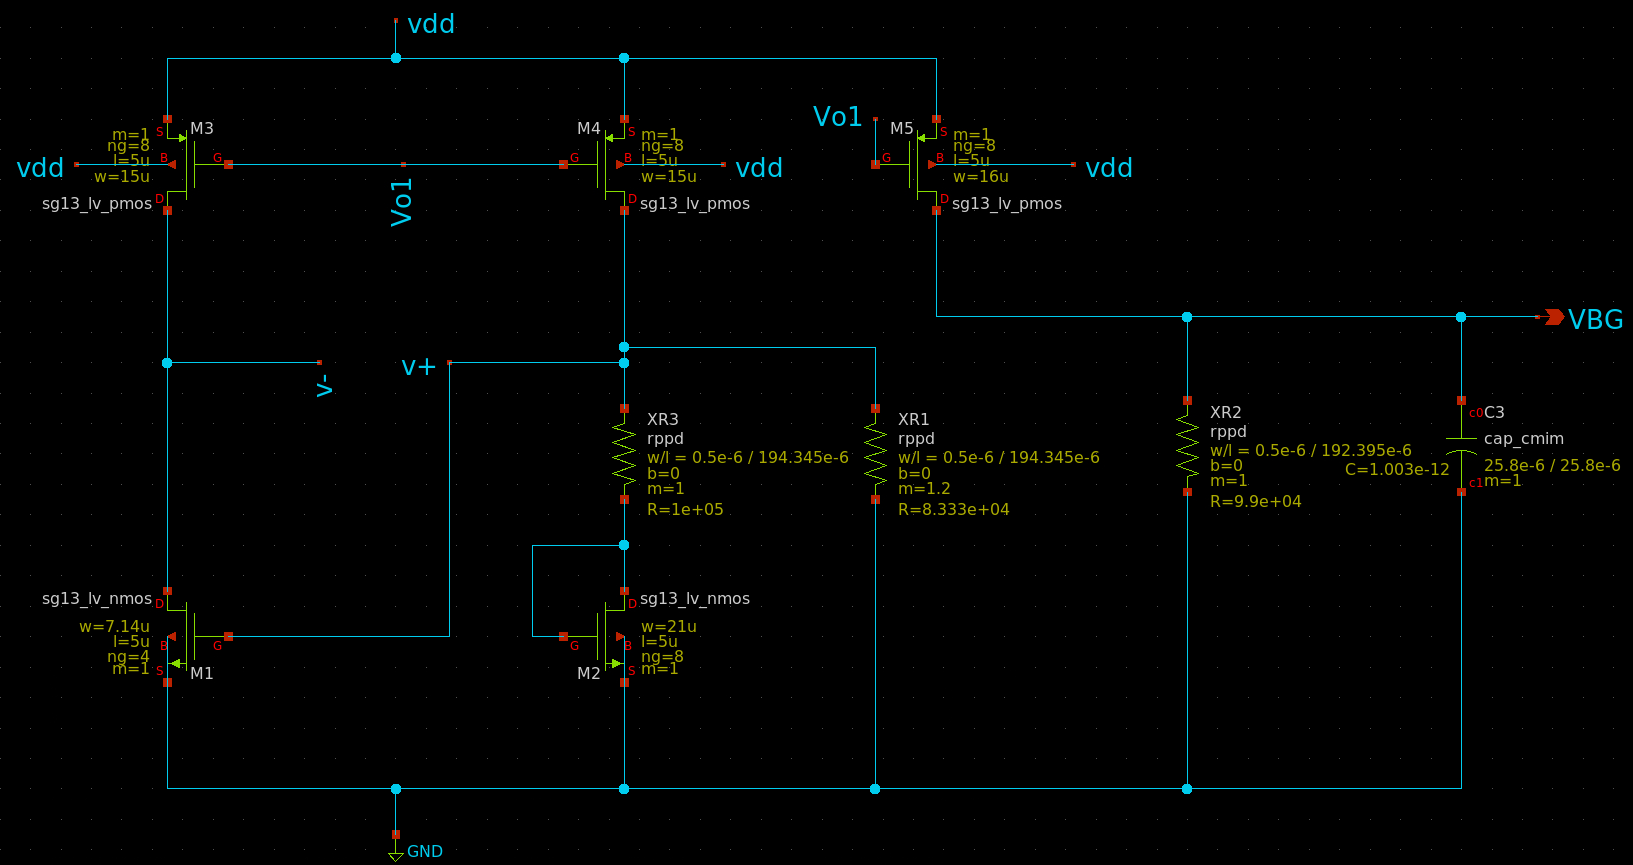 vdd
M3
m=1
ng=8
l=5u
w=15u
sg13_lv_pmos
S
B
G
D
vdd
Vo1
M4
m=1
ng=8
l=5u
w=15u
sg13_lv_pmos
S
B
G
D
vdd
Vo1
M5
m=1
ng=8
l=5u
w=16u
sg13_lv_pmos
S
B
G
D
vdd
VBG
v-
v+
XR3
rppd
w/l = 0.5e-6 / 194.345e-6
b=0
m=1
R=1e+05
XR1
rppd
w/l = 0.5e-6 / 194.345e-6
b=0
m=1.2
R=8.333e+04
XR2
rppd
w/l = 0.5e-6 / 192.395e-6
b=0
m=1
R=9.9e+04
c0
C3
cap_cmim
C=1.003e-12
25.8e-6 / 25.8e-6
c1
m=1
sg13_lv_nmos
D
w=7.14u
l=5u
ng=4
m=1
B
G
S
M1
sg13_lv_nmos
D
w=21u
l=5u
ng=8
m=1
G
B
S
M2
GND